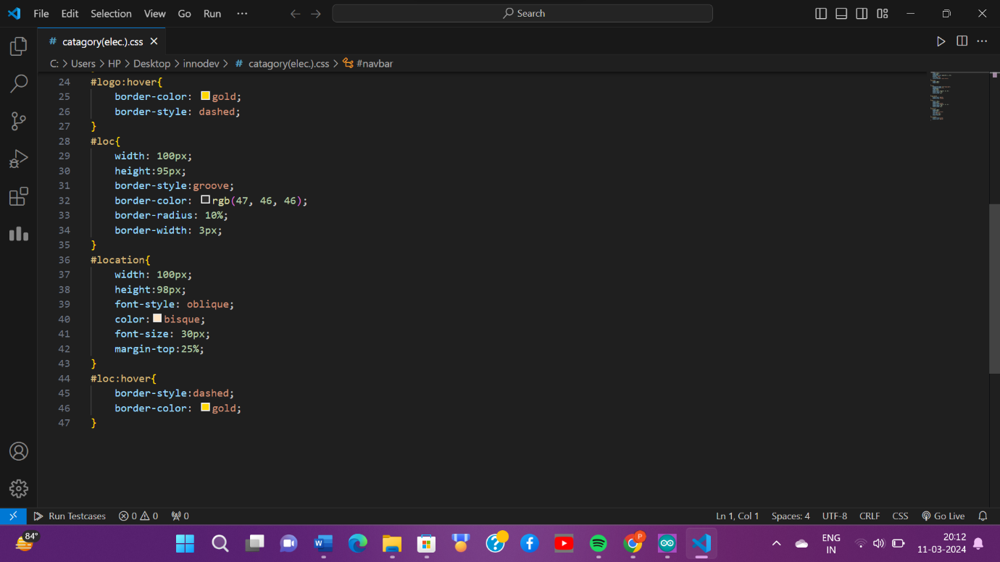 File Edit Selection View Go Run ··· Search
# catagory(elec.).css
C: > Users > HP > Desktop > innodev > # catagory(elec.).css > #navbar
24 #logo:hover{
25 border-color: gold;
26 border-style: dashed;
27 }
28 #loc{
29 width: 100px;
30 height:95px;
31 border-style:groove;
32 border-color: rgb(47, 46, 46);
33 border-radius: 10%;
34 border-width: 3px;
35 }
36 #location{
37 width: 100px;
38 height:98px;
39 font-style: oblique;
40 color: bisque;
41 font-size: 30px;
42 margin-top:25%;
43 }
44 #loc:hover{
45 border-style:dashed;
46 border-color: gold;
47 }
Run Testcases 0 0 0 Ln 1, Col 1 Spaces: 4 UTF-8 CRLF CSS Go Live
84° ENG 20:12
IN 11-03-2024